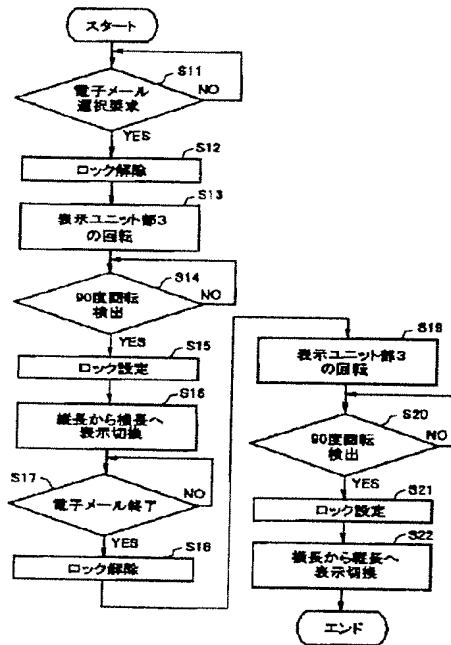 スタート
S11
電子メール
選択要求
NO
YES
S12
ロック解除
S13
表示ユニット部3
の回転
S14
90度回転
検出
NO
YES
S15
ロック設定
S16
縦長から横長へ
表示切換
S17
電子メール終了
NO
YES
S18
ロック解除
S19
表示ユニット部3
の回転
S20
90度回転
検出
NO
YES
S21
ロック設定
S22
横長から縦長へ
表示切換
エンド